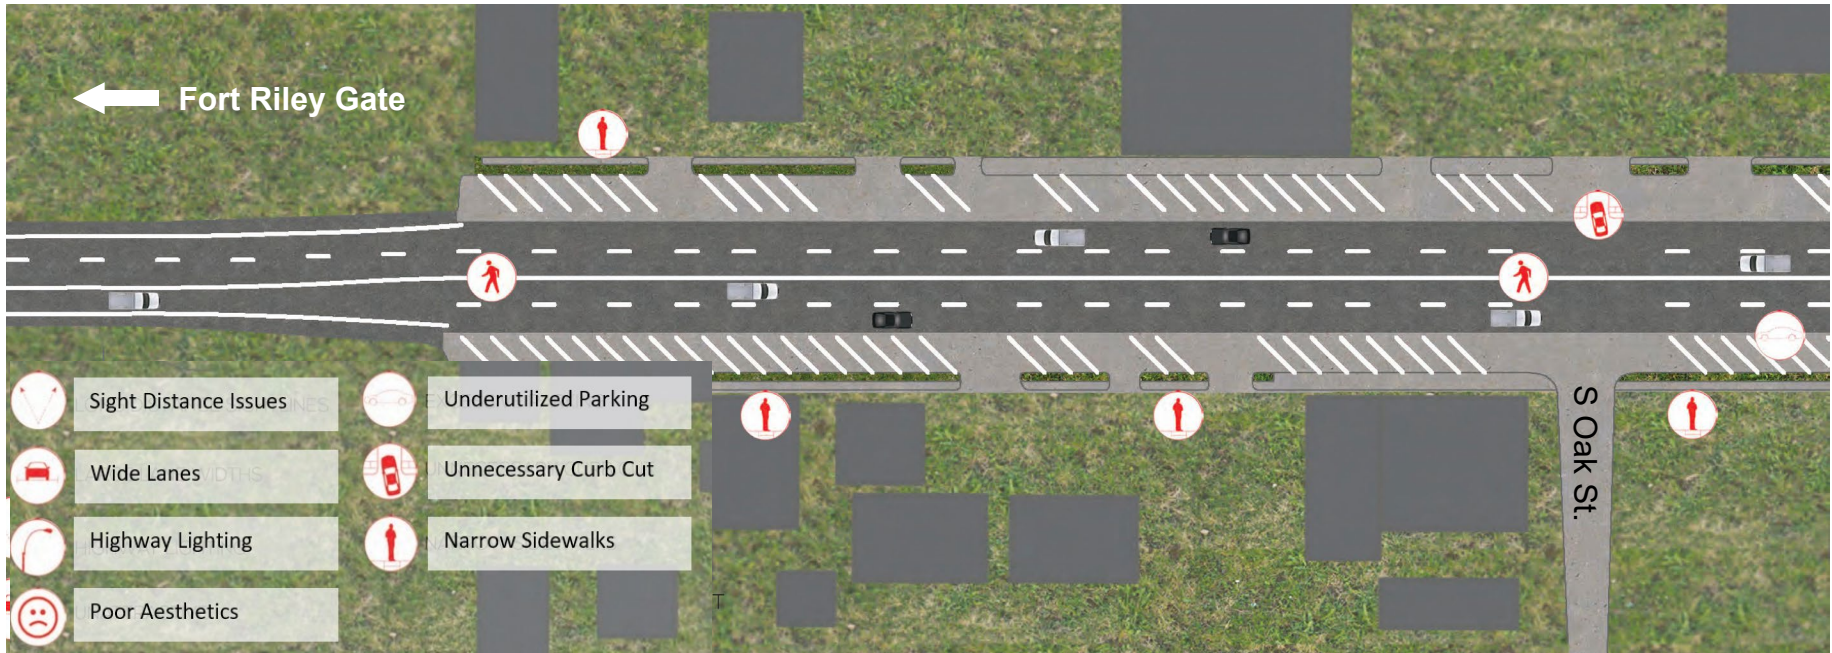 Fort Riley Gate
Sight Distance Issues
Underutilized Parking
Wide Lanes
Unnecessary Curb Cut
Highway Lighting
Narrow Sidewalks
Poor Aesthetics
S Oak St.